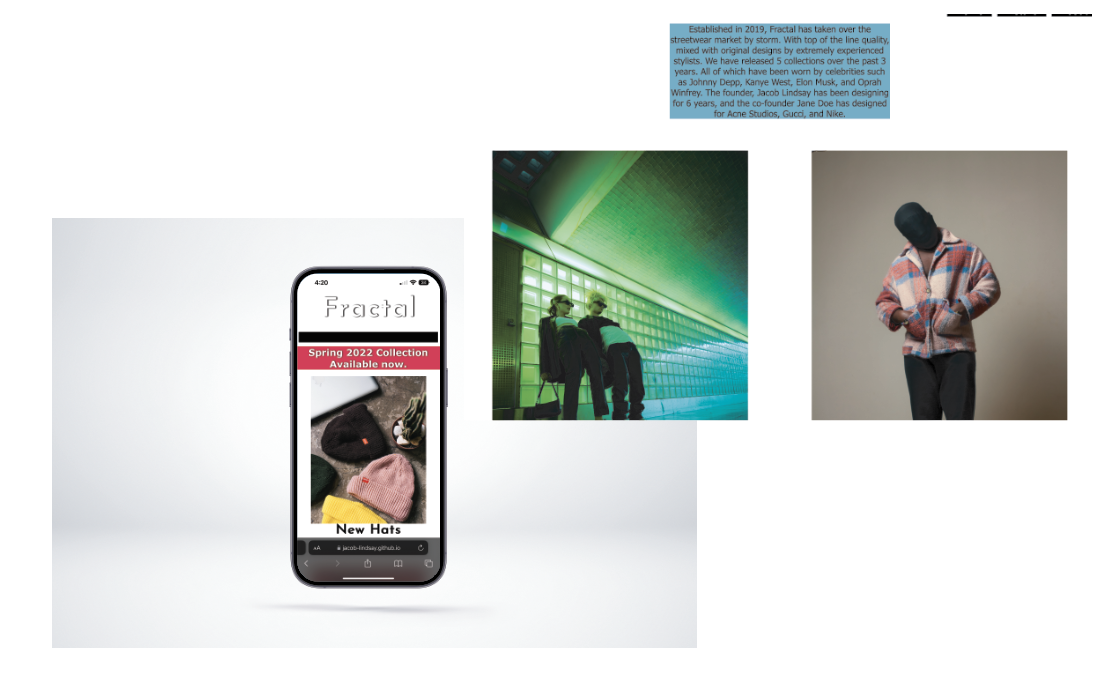 Established in 2019, Fractal has taken over the
streetwear market by storm. With top of the line quality,
mixed with original designs by extremely experienced
stylists. We have released 5 collections over the past 3
years. All of which have been worn by celebrities such
as Johnny Depp, Kanye West, Elon Musk, and Oprah
Winfrey. The founder, Jacob Lindsay has been designing
for 6 years, and the co-founder Jane Doe has designed
for Acne Studios, Gucci, and Nike.
4:20
Fractal
Spring 2022 Collection
Available now.
New Hats
AA jacob-lindsay.github.io